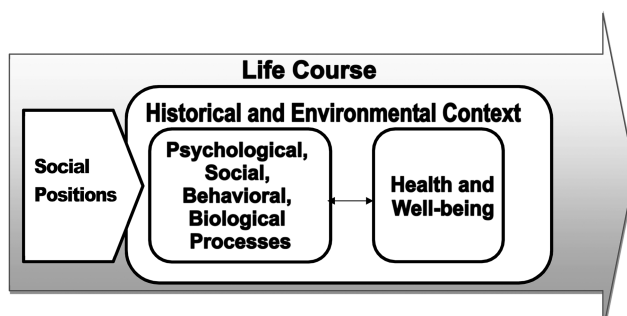 Life Course
Historical and Environmental Context
Social
Positions
Psychological,
Social,
Behavioral,
Biological
Processes
Health and
Well-being